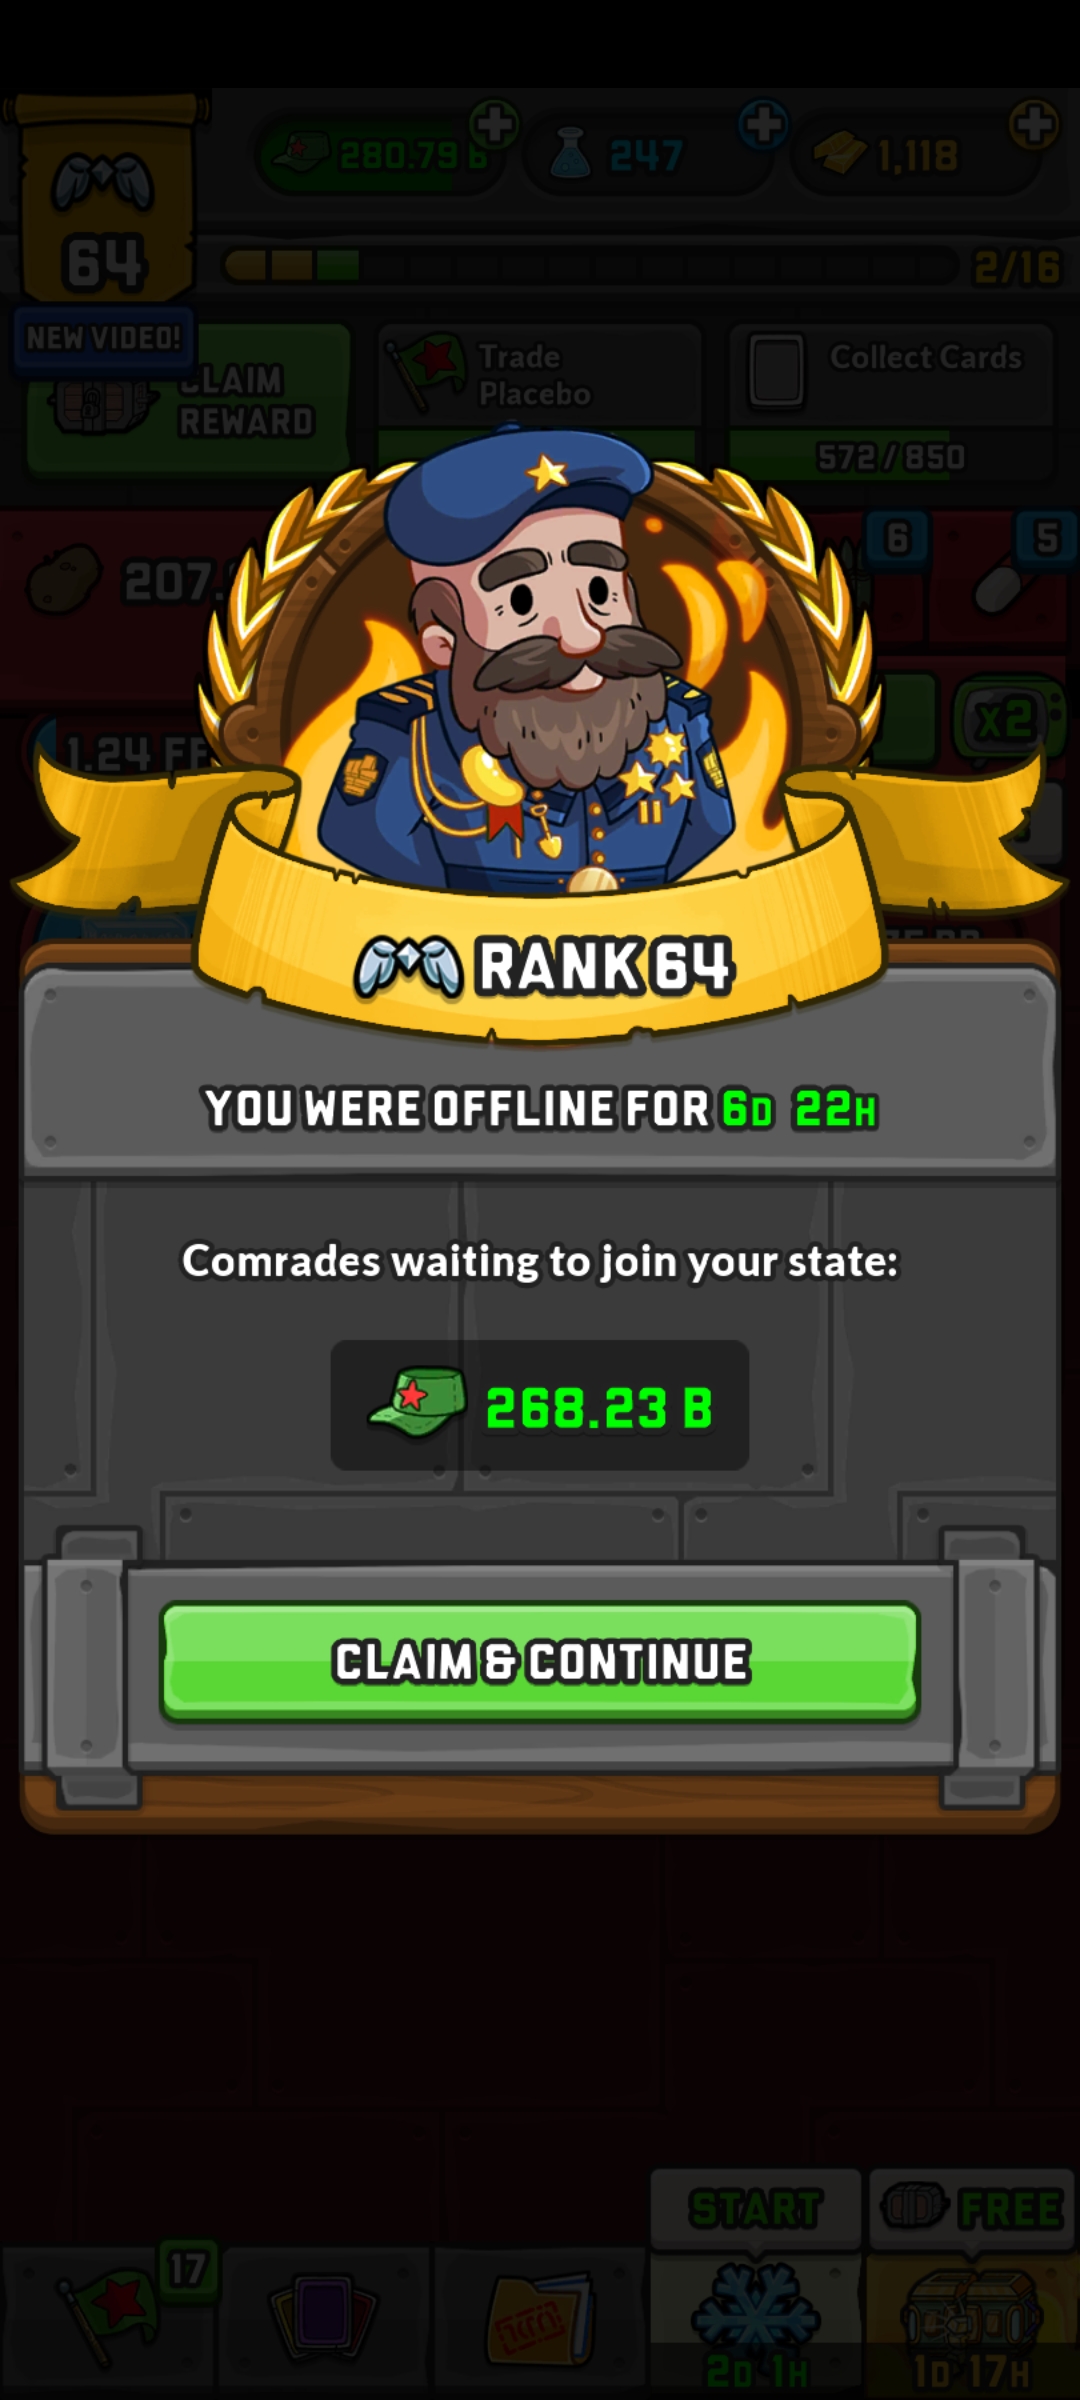 280.79 B
247
1,118
64
2/16
NEW VIDEO!
CLAIM
REWARD
Trade
Placebo
Collect Cards
572/850
207.
6
5
1.24 FF
x2
RANK 64
YOU WERE OFFLINE FOR 6D 22H
Comrades waiting to join your state:
268.23 B
CLAIM & CONTINUE
START
FREE
17
2D 1H
1D 17H